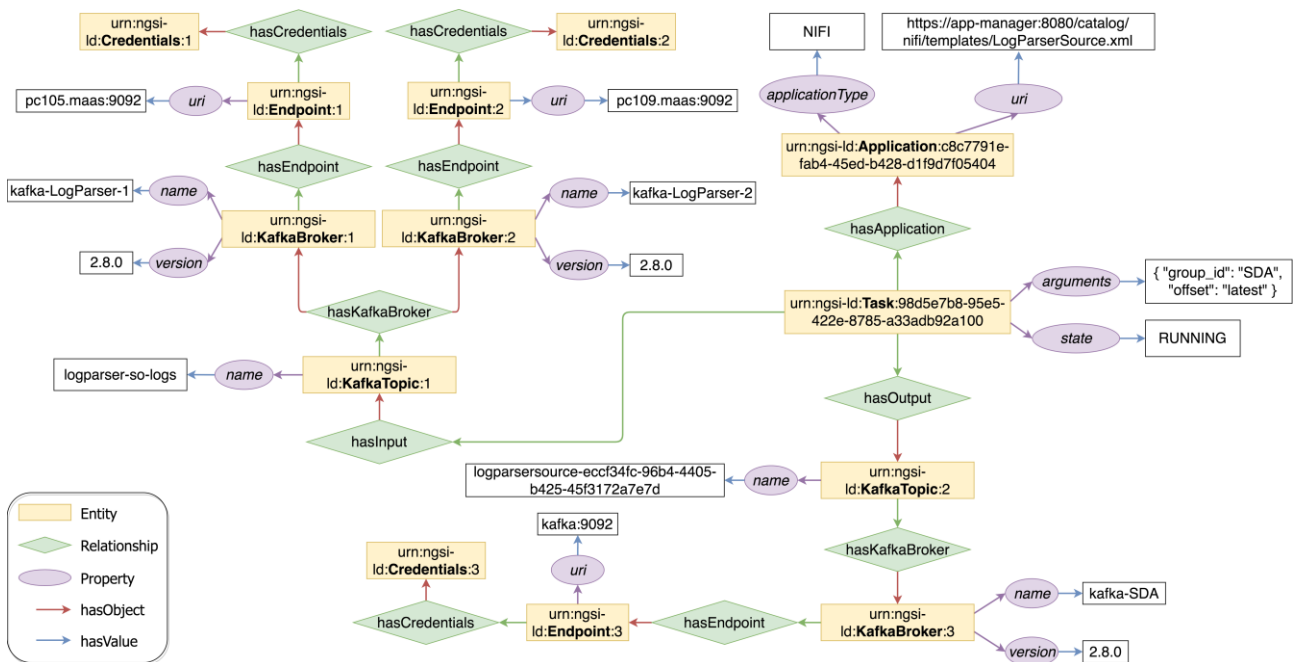 urn:ngsi-
ld:Credentials:1
hasCredentials
hasCredentials
urn:ngsi-
ld:Credentials:2
NIFI
https://app-manager:8080/catalog/
nifi/templates/LogParserSource.xml
pc105.maas:9092
uri
urn:ngsi-
ld:Endpoint:1
urn:ngsi-
ld:Endpoint:2
uri
pc109.maas:9092
applicationType
uri
urn:ngsi-ld:Application:c8c7791e-
fab4-45ed-b428-d1f9d7f05404
hasEndpoint
hasEndpoint
kafka-LogParser-1
name
name
kafka-LogParser-2
urn:ngsi-
ld:KafkaBroker:1
urn:ngsi-
ld:KafkaBroker:2
hasApplication
2.8.0
version
version
2.8.0
arguments
{ "group_id": "SDA",
"offset": "latest" }
hasKafkaBroker
urn:ngsi-ld:Task:98d5e7b8-95e5-
422e-8785-a33adb92a100
state
RUNNING
logparser-so-logs
name
urn:ngsi-
ld:KafkaTopic:1
hasOutput
hasInput
logparsersource-eccf34fc-96b4-4405-
b425-45f3172a7e7d
name
urn:ngsi-
ld:KafkaTopic:2
Entity
Relationship
Property
hasObject
hasValue
kafka:9092
hasKafkaBroker
urn:ngsi-
ld:Credentials:3
uri
hasCredentials
urn:ngsi-
ld:Endpoint:3
hasEndpoint
urn:ngsi-
ld:KafkaBroker:3
name
kafka-SDA
version
2.8.0